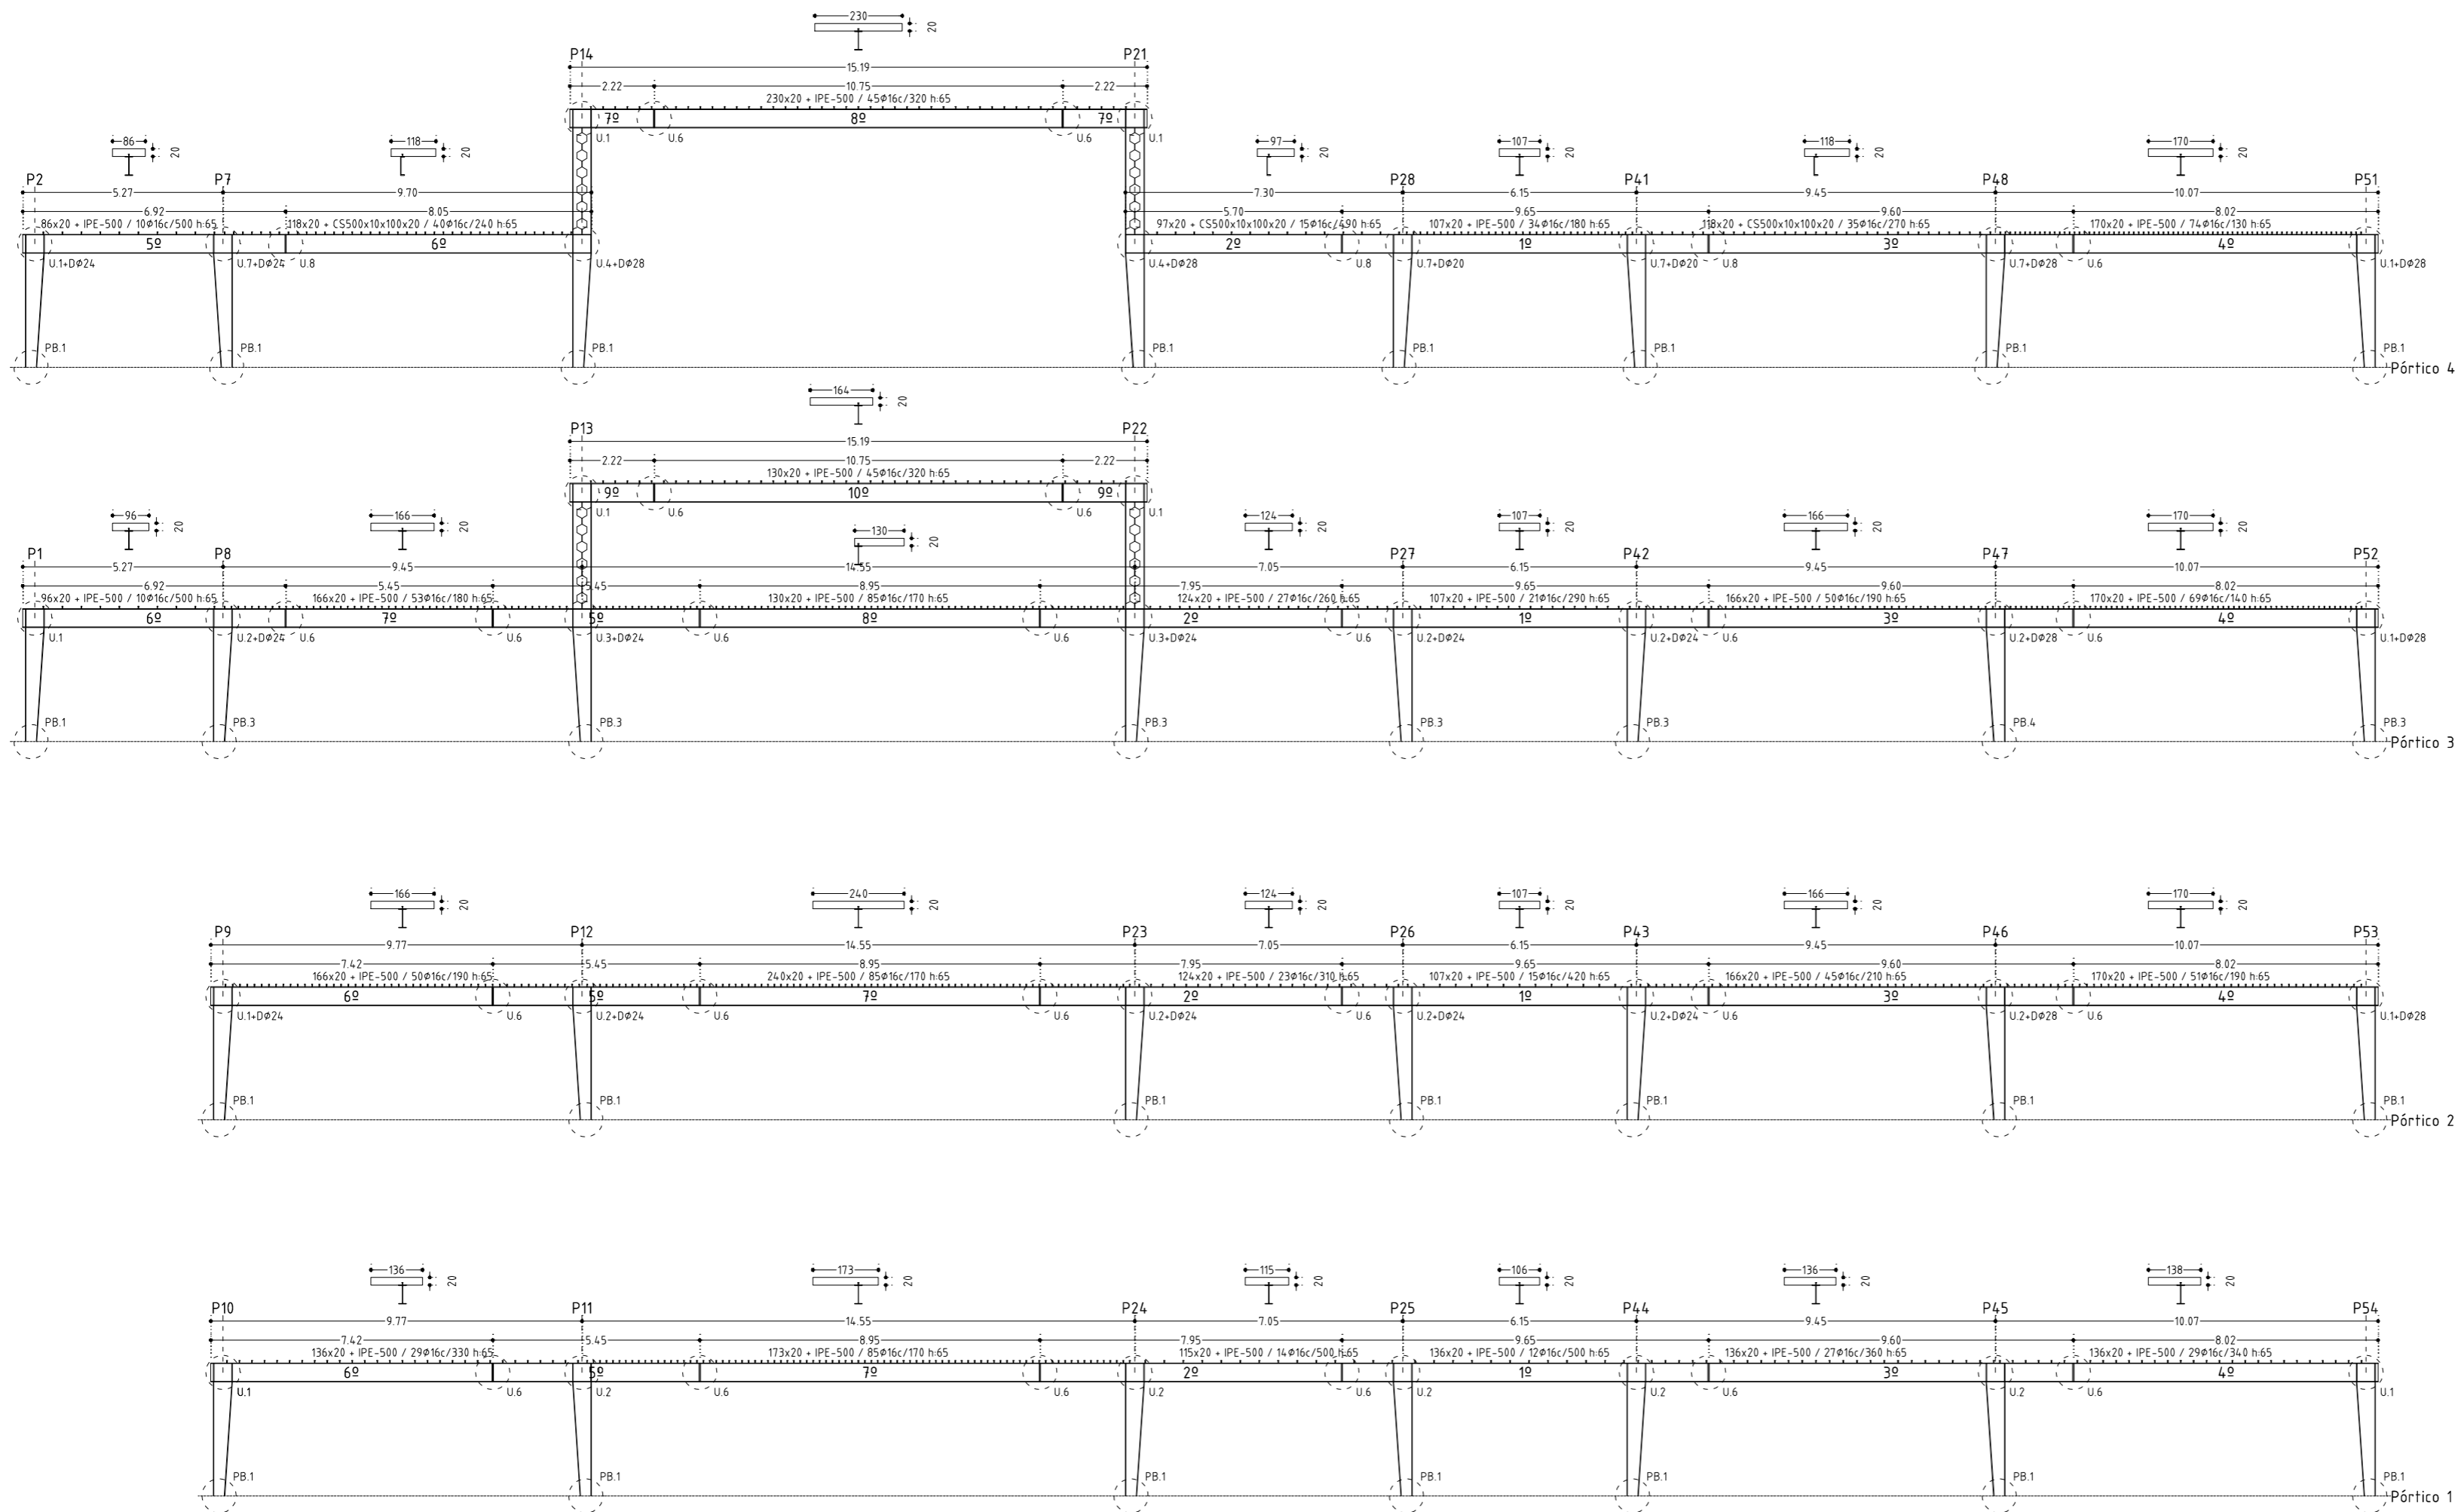 230
20
P14 P21
15.19
2.22 10.75 2.22
230x20 + IPE-500 / 45Ø16c/320 h:65
7º 8º 7º
U.1 U.6 U.6 U.1
86 20 118 20 97 20 107 20 118 20 170 20
P2 P7 P28 P41 P48 P51
5.27 9.70 7.30 6.15 9.45 10.07
6.92 8.05 5.70 9.65 9.60 8.02
86x20 + IPE-500 / 10Ø16c/500 h:65 118x20 + CS500x10x100x20 / 40Ø16c/240 h:65 97x20 + CS500x10x100x20 / 15Ø16c/490 h:65 107x20 + IPE-500 / 34Ø16c/180 h:65 118x20 + CS500x10x100x20 / 35Ø16c/270 h:65 170x20 + IPE-500 / 74Ø16c/130 h:65
5º 6º 2º 1º 3º 4º
U.1+DØ24 U.7+DØ24 U.8 U.4+DØ28 U.4+DØ28 U.8 U.7+DØ20 U.7+DØ20 U.8 U.7+DØ28 U.6 U.1+DØ28
PB.1 PB.1 PB.1 PB.1 PB.1 PB.1 PB.1 PB.1
Pórtico 4
164
20
P13 P22
15.19
2.22 10.75 2.22
130x20 + IPE-500 / 45Ø16c/320 h:65
9º 10º 9º
U.1 U.6 U.6 U.1
96 20 166 20 130 20 124 20 107 20 166 20 170 20
P1 P8 P27 P42 P47 P52
5.27 9.45 14.55 7.05 6.15 9.45 10.07
6.92 5.45 5.45 8.95 7.95 9.65 9.60 8.02
96x20 + IPE-500 / 10Ø16c/500 h:65 166x20 + IPE-500 / 53Ø16c/180 h:65 130x20 + IPE-500 / 85Ø16c/170 h:65 124x20 + IPE-500 / 27Ø16c/260 h:65 107x20 + IPE-500 / 21Ø16c/290 h:65 166x20 + IPE-500 / 50Ø16c/190 h:65 170x20 + IPE-500 / 69Ø16c/140 h:65
6º 7º 5º 8º 2º 1º 3º 4º
U.1 U.2+DØ24 U.6 U.6 U.3+DØ24 U.6 U.6 U.3+DØ24 U.6 U.2+DØ24 U.2+DØ24 U.6 U.2+DØ28 U.6 U.1+DØ28
PB.1 PB.3 PB.3 PB.3 PB.3 PB.3 PB.4 PB.3
Pórtico 3
166 20 240 20 124 20 107 20 166 20 170 20
P9 P12 P23 P26 P43 P46 P53
9.77 14.55 7.05 6.15 9.45 10.07
7.42 5.45 8.95 7.95 9.65 9.60 8.02
166x20 + IPE-500 / 50Ø16c/190 h:65 240x20 + IPE-500 / 85Ø16c/170 h:65 124x20 + IPE-500 / 23Ø16c/310 h:65 107x20 + IPE-500 / 15Ø16c/420 h:65 166x20 + IPE-500 / 45Ø16c/210 h:65 170x20 + IPE-500 / 51Ø16c/190 h:65
6º 5º 7º 2º 1º 3º 4º
U.1+DØ24 U.6 U.2+DØ24 U.6 U.6 U.2+DØ24 U.6 U.2+DØ24 U.2+DØ24 U.6 U.2+DØ28 U.6 U.1+DØ28
PB.1 PB.1 PB.1 PB.1 PB.1 PB.1 PB.1
Pórtico 2
136 20 173 20 115 20 106 20 136 20 138 20
P10 P11 P24 P25 P44 P45 P54
9.77 14.55 7.05 6.15 9.45 10.07
7.42 5.45 8.95 7.95 9.65 9.60 8.02
136x20 + IPE-500 / 29Ø16c/330 h:65 173x20 + IPE-500 / 85Ø16c/170 h:65 115x20 + IPE-500 / 14Ø16c/500 h:65 136x20 + IPE-500 / 12Ø16c/500 h:65 136x20 + IPE-500 / 27Ø16c/360 h:65 136x20 + IPE-500 / 29Ø16c/340 h:65
6º 5º 7º 2º 1º 3º 4º
U.1 U.6 U.2 U.6 U.6 U.2 U.6 U.2 U.2 U.6 U.2 U.6 U.1
PB.1 PB.1 PB.1 PB.1 PB.1 PB.1 PB.1
Pórtico 1